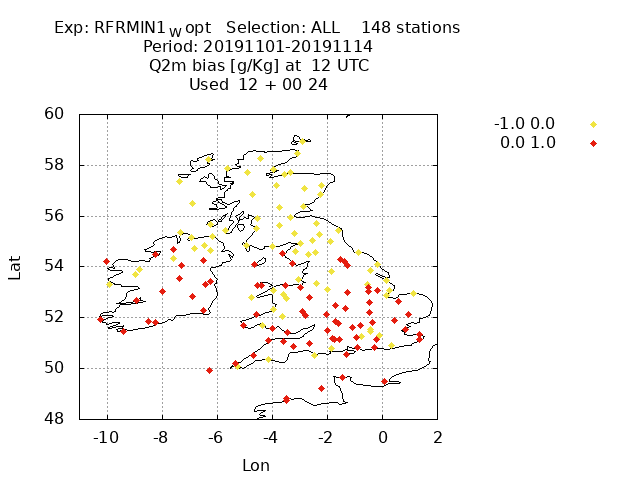 Exp: RFRMIN1_W opt Selection: ALL 148 stations
Period: 20191101-20191114
Q2m bias [g/Kg] at 12 UTC
Used 12 + 00 24
-1.0 0.0
0.0 1.0
60
58
56
54
52
50
48
Lat
-10 -8 -6 -4 -2 0 2
Lon